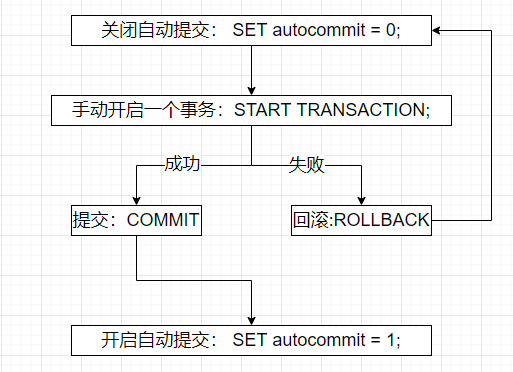 关闭自动提交： SET autocommit = 0;
手动开启一个事务：START TRANSACTION;
成功
失败
提交：COMMIT
回滚:ROLLBACK
开启自动提交： SET autocommit = 1;